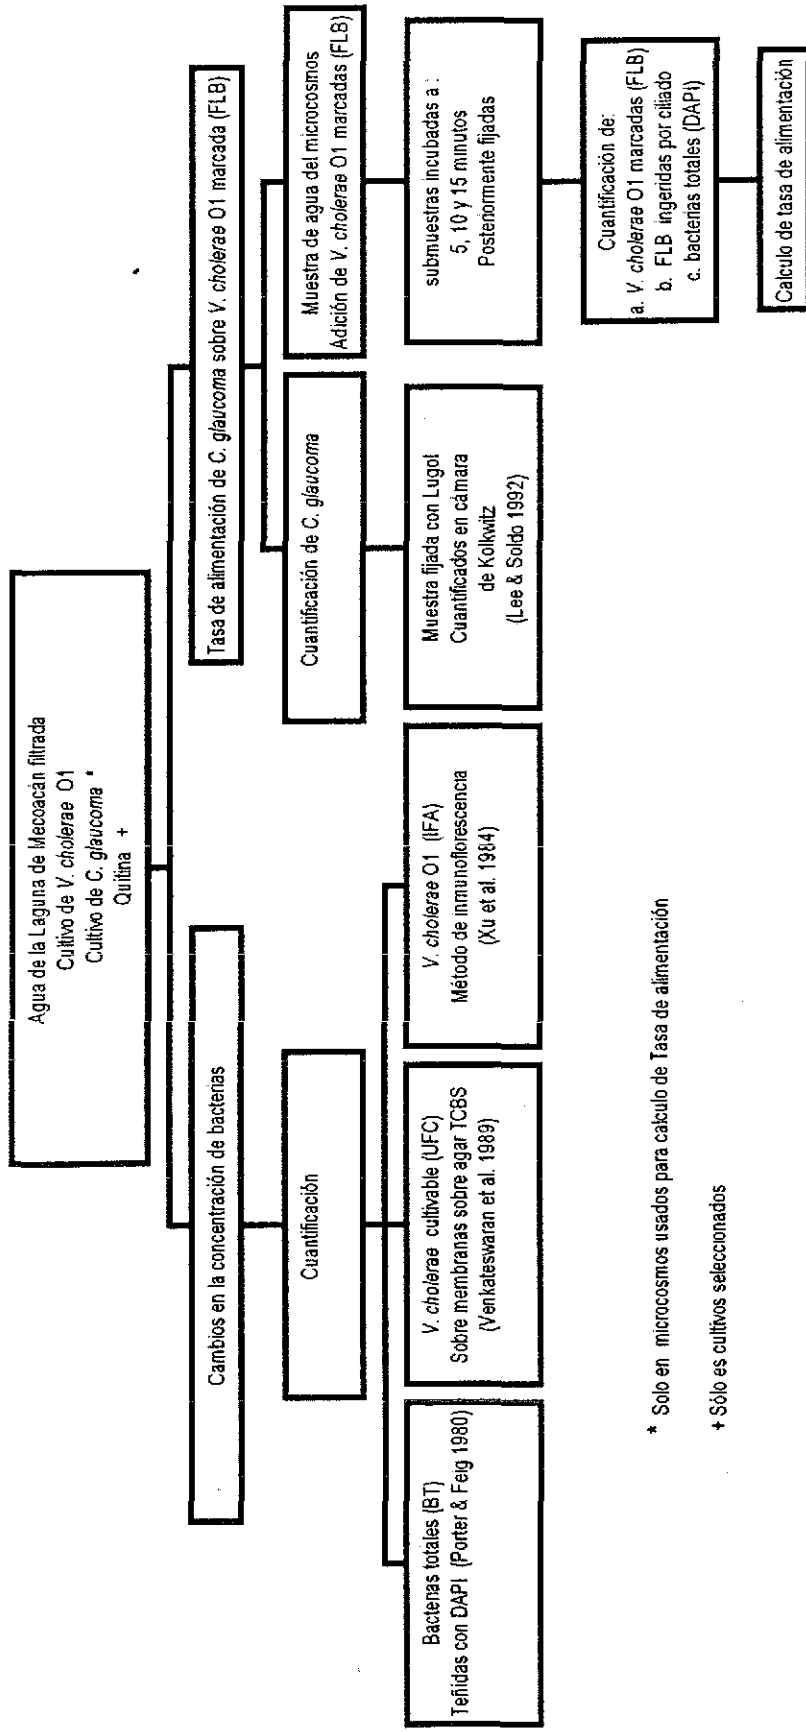 Agua de la Laguna de Mecoacán filtrada
Cultivo de V. cholerae O1
Cultivo de C. glaucoma *
Quitina +
Cambios en la concentración de bacterias
Cuantificación
Bacterias totales (BT)
Teñidas con DAPI (Porter & Feig 1980)
V. cholerae cultivable (UFC)
Sobre membranas sobre agar TCBS
(Venkateswaran et al. 1989)
V. cholerae O1 (IFA)
Método de inmunoflorescencia
(Xu et al. 1984)
Tasa de alimentación de C. glaucoma sobre V. cholerae O1 marcada (FLB)
Cuantificación de C. glaucoma
Muestra fijada con Lugol
Cuantificados en cámara
de Kolkwitz
(Lee & Soldo 1992)
Muestra de agua del microcosmos
Adición de V. cholerae O1 marcadas (FLB)
submuestras incubadas a :
5, 10 y 15 minutos
Posteriormente fijadas
Cuantificación de:
a. V. cholerae O1 marcadas (FLB)
b. FLB ingeridas por ciliado
c. bacterias totales (DAPI)
Calculo de tasa de alimentación
* Solo en microcosmos usados para calculo de Tasa de alimentación
+ Sólo es cultivos seleccionados